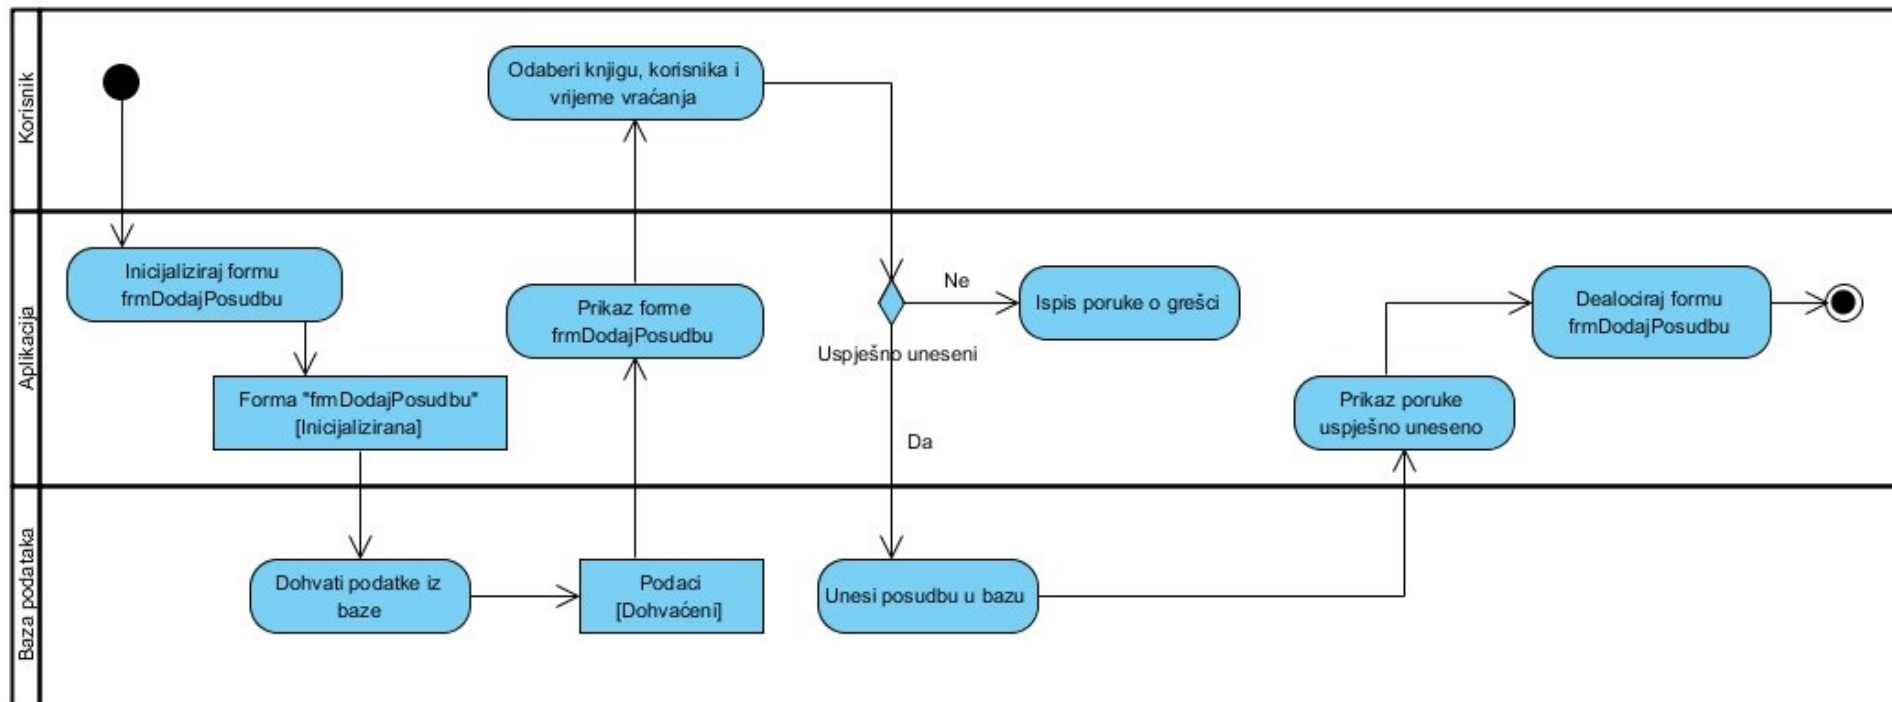 Korisnik
Odaberi knjigu, korisnika i
vrijeme vraćanja
Aplikacija
Inicijaliziraj formu
frmDodajPosudbu
Forma "frmDodajPosudbu"
[Inicijalizirana]
Prikaz forme
frmDodajPosudbu
Ne
Ispis poruke o grešci
Uspješno uneseni
Da
Prikaz poruke
uspješno uneseno
Dealociraj formu
frmDodajPosudbu
Baza podataka
Dohvati podatke iz
baze
Podaci
[Dohvaćeni]
Unesi posudbu u bazu